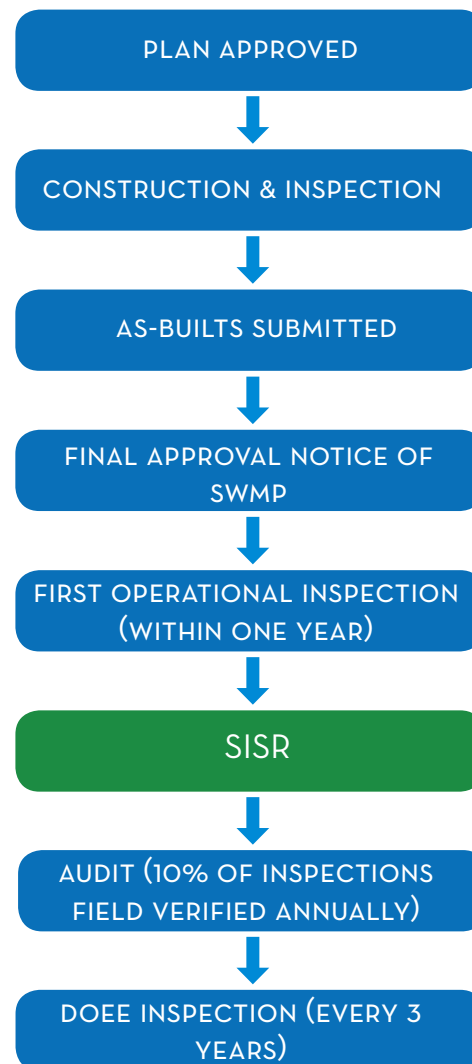 PLAN APPROVED
CONSTRUCTION & INSPECTION
AS-BUILTS SUBMITTED
FINAL APPROVAL NOTICE OF
SWMP
FIRST OPERATIONAL INSPECTION
(WITHIN ONE YEAR)
SISR
AUDIT (10% OF INSPECTIONS
FIELD VERIFIED ANNUALLY)
DOEE INSPECTION (EVERY 3
YEARS)